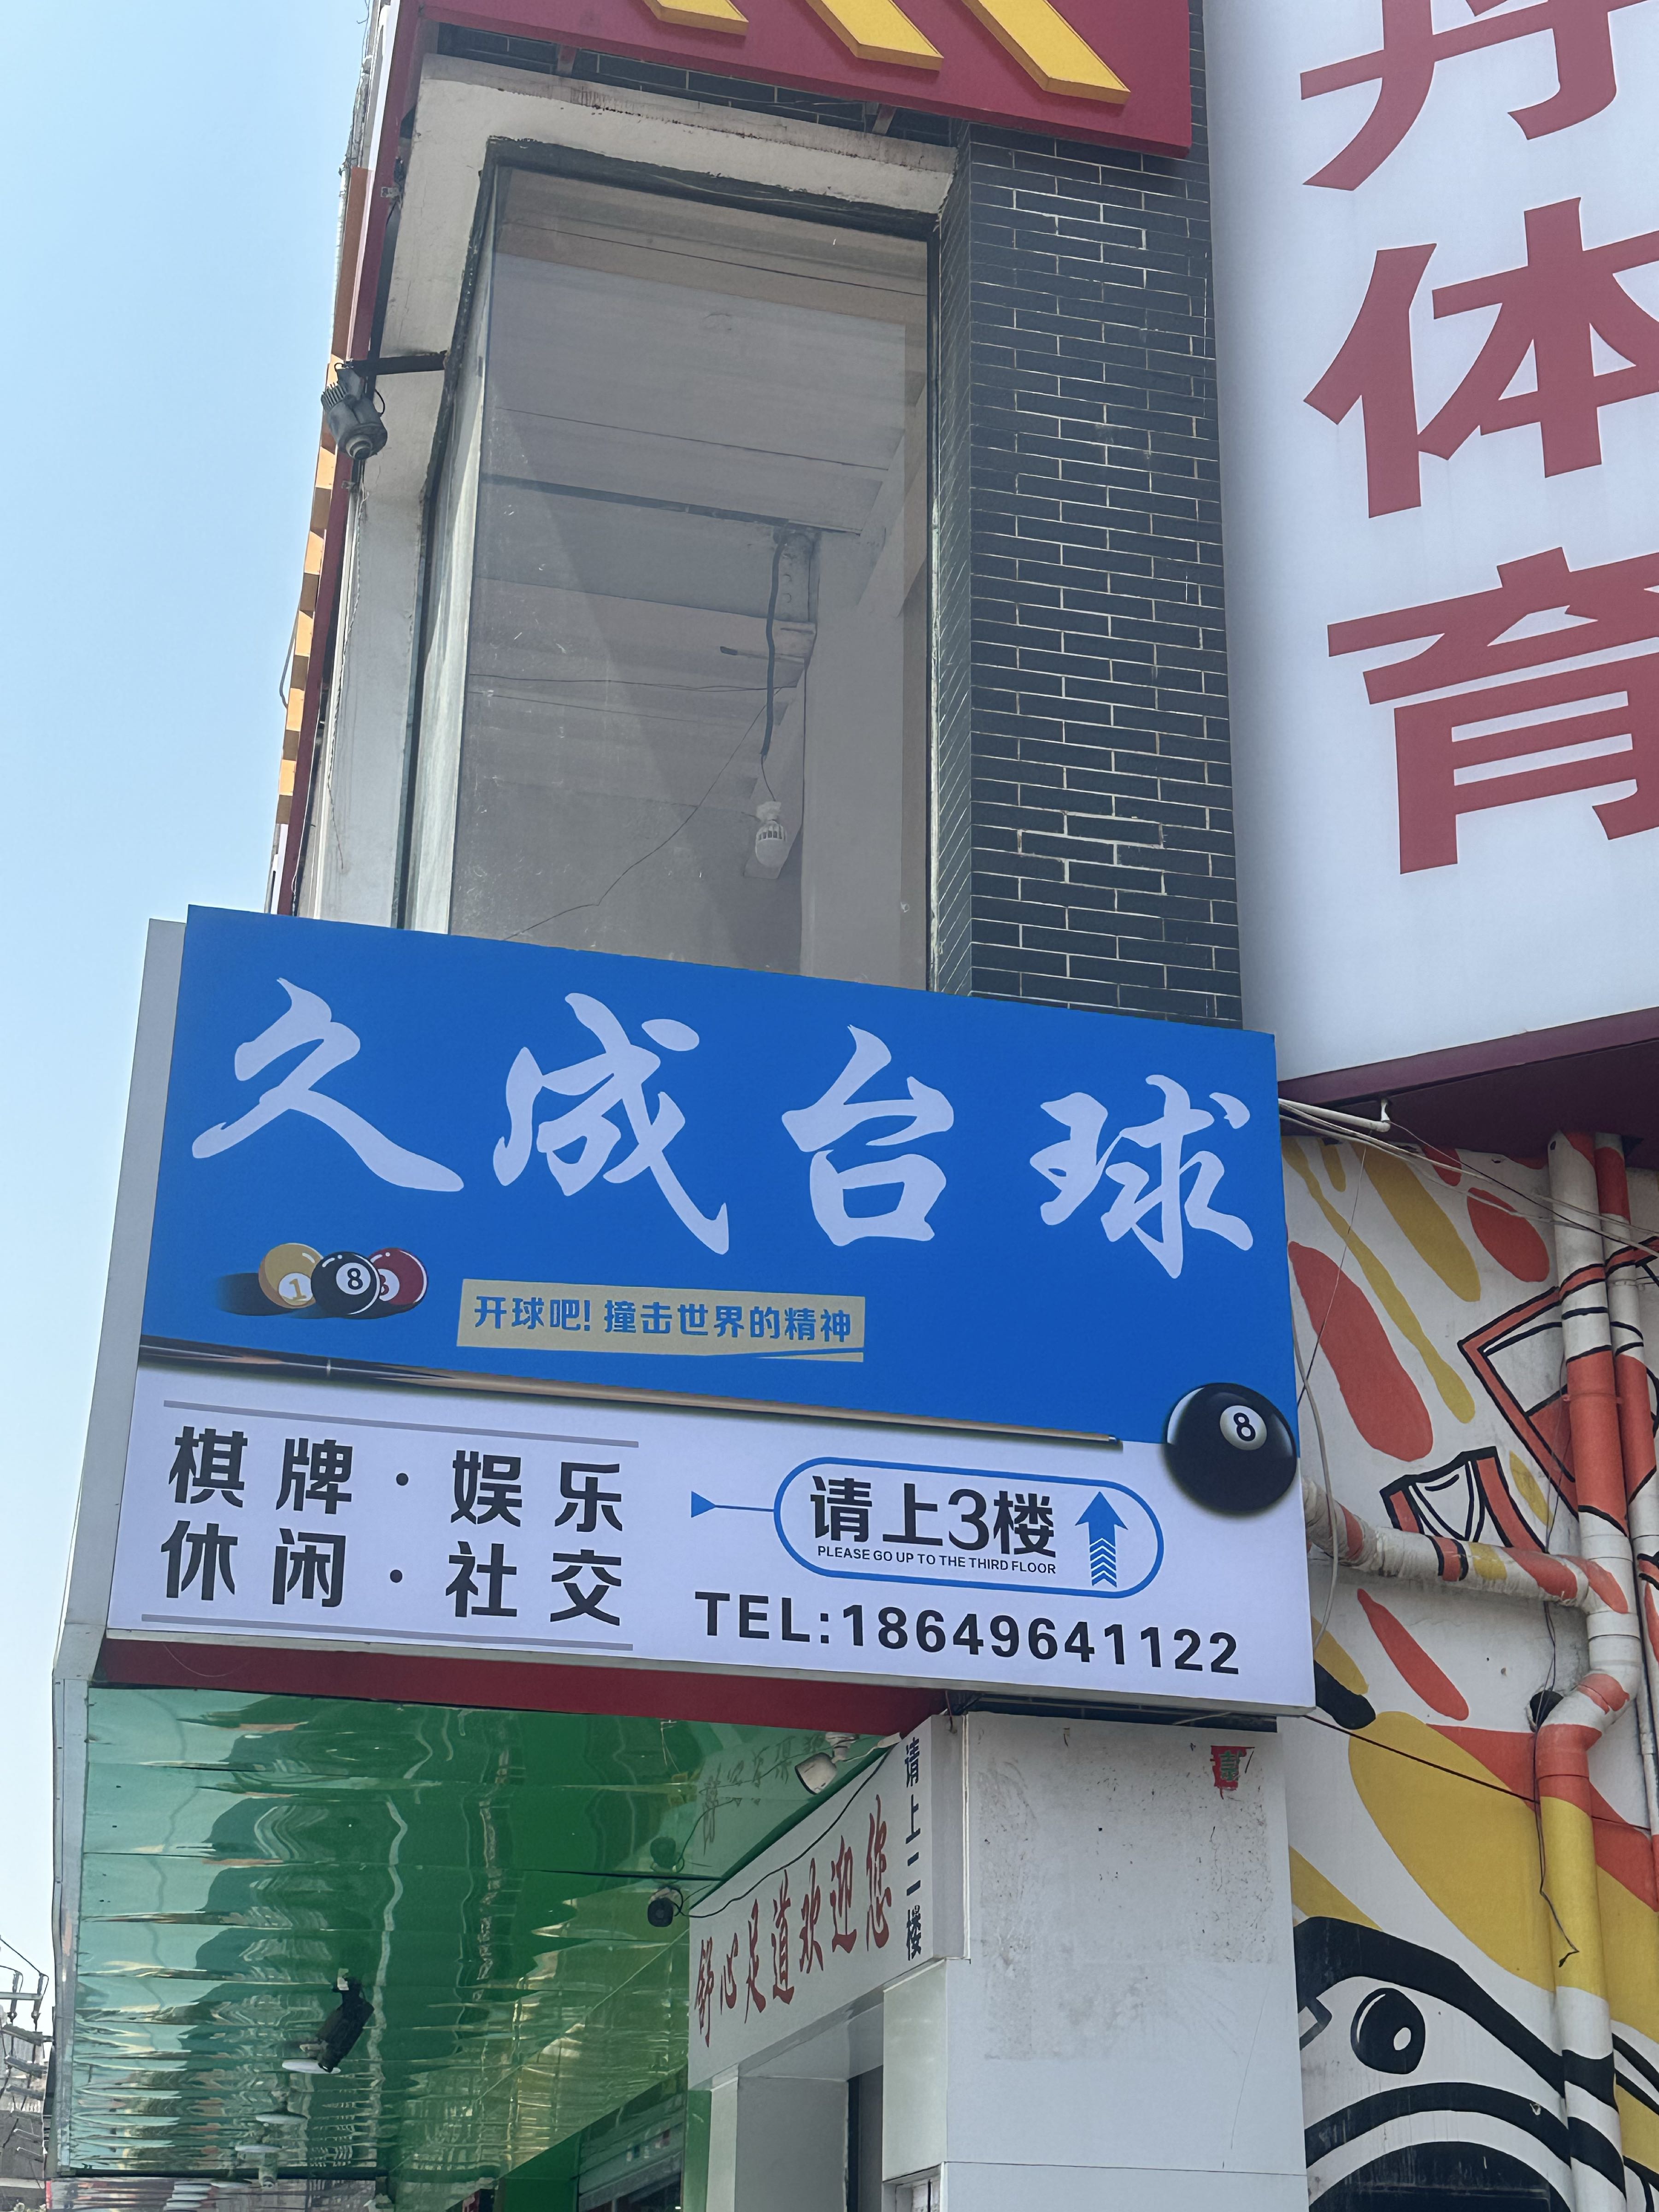 体
育
久成台球
1 8 3
开球吧! 撞击世界的精神
8
棋牌·娱乐
休闲·社交
请上3楼
PLEASE GO UP TO THE THIRD FLOOR
TEL:18649641122
请上二楼
舒心足道欢迎您